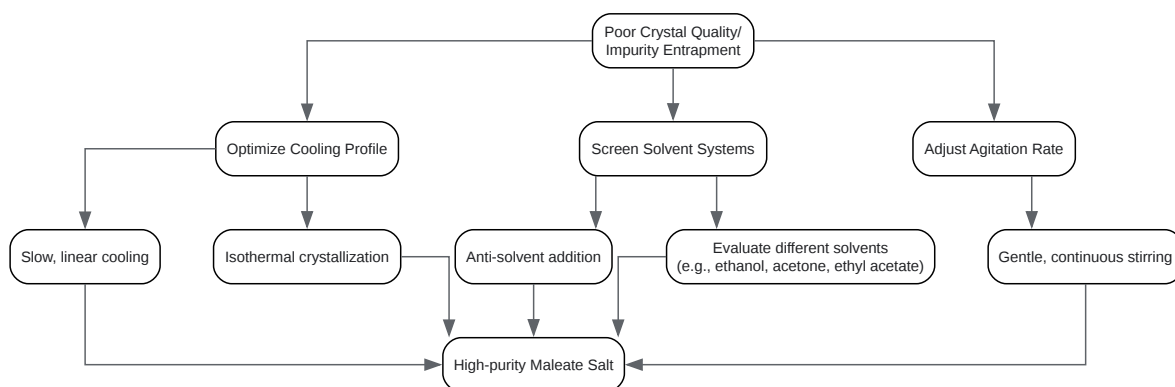 Poor Crystal Quality/
Impurity Entrapment
Optimize Cooling Profile
Screen Solvent Systems
Adjust Agitation Rate
Slow, linear cooling
Isothermal crystallization
Anti-solvent addition
Evaluate different solvents
(e.g., ethanol, acetone, ethyl acetate)
Gentle, continuous stirring
High-purity Maleate Salt